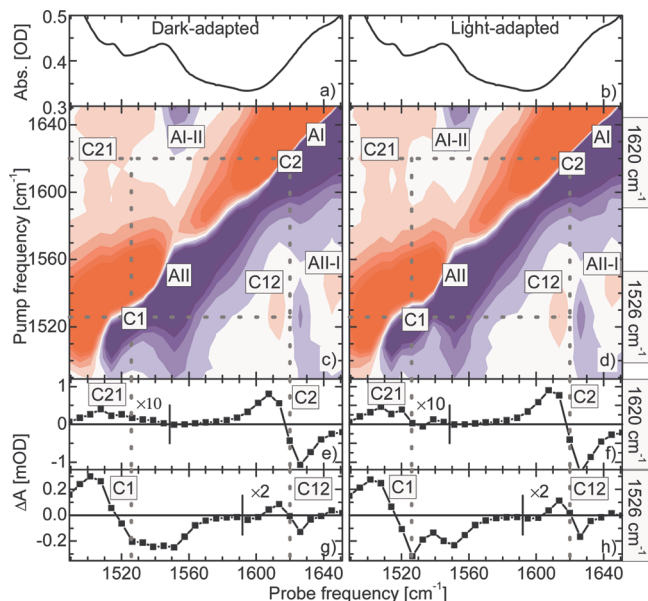 Dark-adapted
Light-adapted
Abs. [OD]
0.5
0.4
0.3
a)
b)
Pump frequency [cm⁻¹]
1640
1600
1560
1520
C21
AI-II
AI
C2
AII
C12
AII-I
C1
c)
C21
AI-II
AI
C2
AII
C12
AII-I
C1
d)
1620 cm⁻¹
1526 cm⁻¹
ΔA [mOD]
1
0
-1
C21
×10
C2
e)
C21
×10
C2
f)
1620 cm⁻¹
0.2
0.0
-0.2
C1
×2
C12
g)
C1
×2
C12
h)
1526 cm⁻¹
1520
1560
1600
1640
1520
1560
1600
1640
Probe frequency [cm⁻¹]